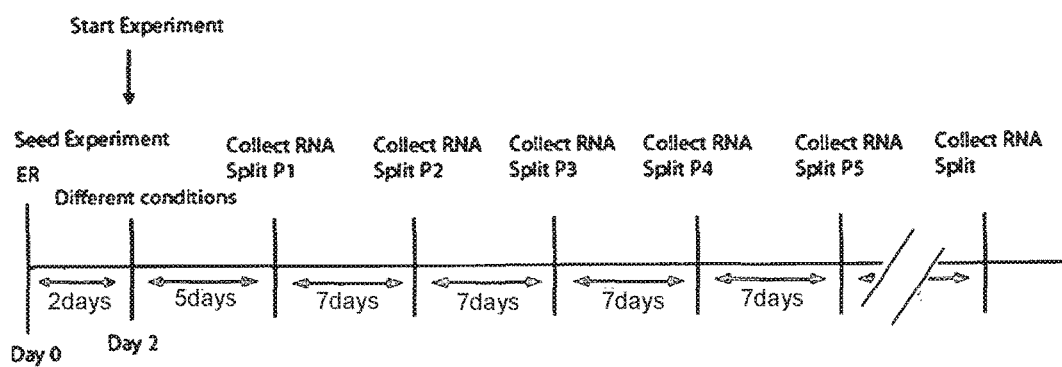 Start Experiment
Seed Experiment
ER
Different conditions
Collect RNA
Split P1
Collect RNA
Split P2
Collect RNA
Split P3
Collect RNA
Split P4
Collect RNA
Split P5
Collect RNA
Split
2days
5days
7days
7days
7days
7days
Day 0
Day 2